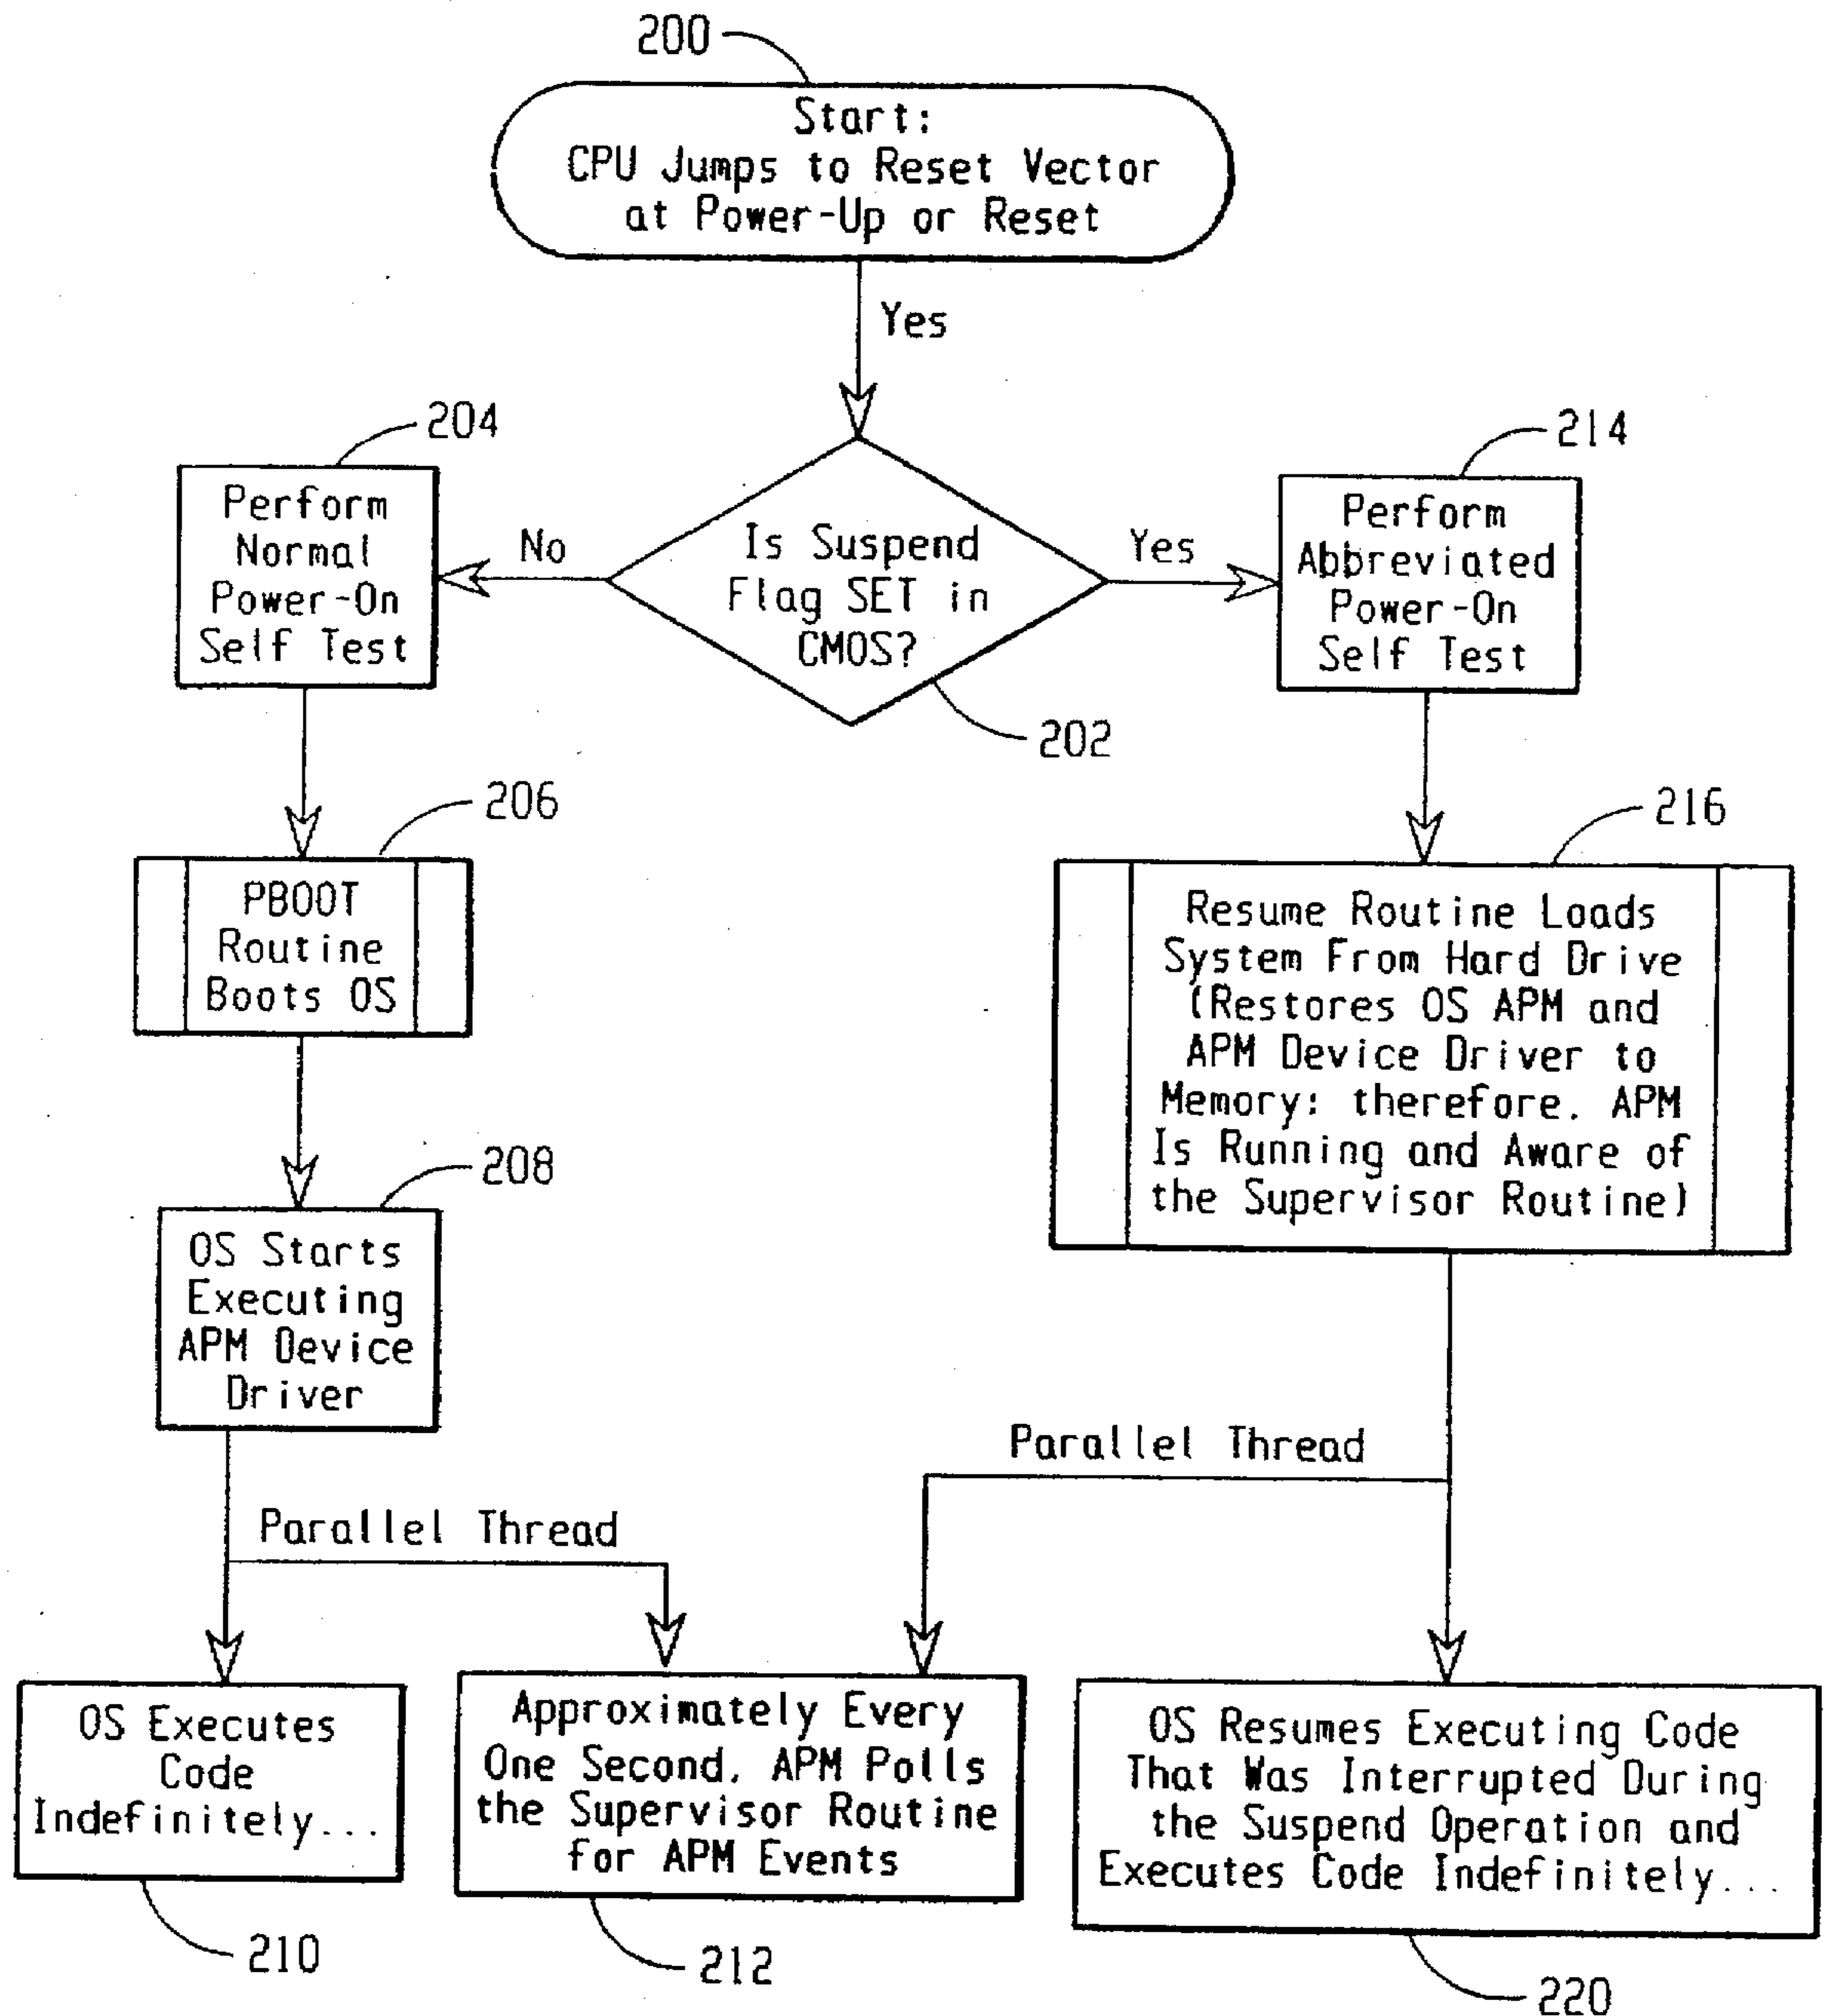 200
Start:
CPU Jumps to Reset Vector
at Power-Up or Reset
Yes
204
Perform
Normal
Power-On
Self Test
No
Is Suspend
Flag SET in
CMOS?
202
Yes
214
Perform
Abbreviated
Power-On
Self Test
206
PBOOT
Routine
Boots OS
216
Resume Routine Loads
System From Hard Drive
(Restores OS APM and
APM Device Driver to
Memory: therefore. APM
Is Running and Aware of
the Supervisor Routine)
208
OS Starts
Executing
APM Device
Driver
Parallel Thread
Parallel Thread
OS Executes
Code
Indefinitely...
210
Approximately Every
One Second. APM Polls
the Supervisor Routine
for APM Events
212
OS Resumes Executing Code
That Was Interrupted During
the Suspend Operation and
Executes Code Indefinitely...
220